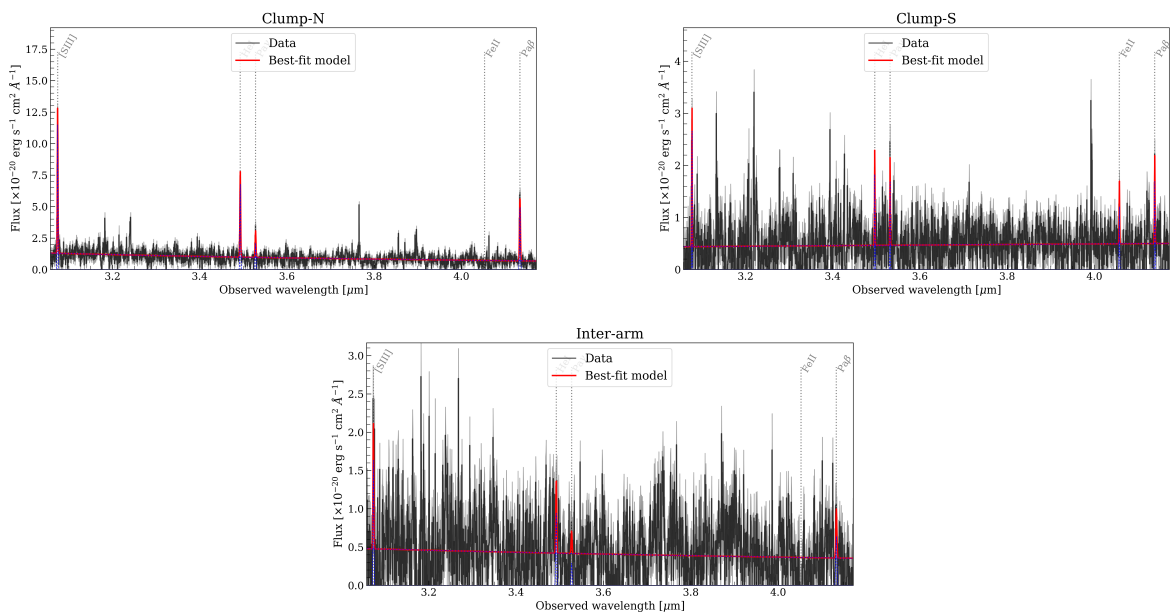 Clump-N
[SIII]
FeII
Paβ
Data
Best-fit model
17.5
15.0
12.5
10.0
7.5
5.0
2.5
0.0
Flux [×10⁻²⁰ erg s⁻¹ cm² Å⁻¹]
3.2
3.4
3.6
3.8
4.0
Observed wavelength [μm]
Clump-S
[SIII]
FeII
Paβ
Data
Best-fit model
4
3
2
1
0
Flux [×10⁻²⁰ erg s⁻¹ cm² Å⁻¹]
3.2
3.4
3.6
3.8
4.0
Observed wavelength [μm]
Inter-arm
[SIII]
FeII
Paβ
Data
Best-fit model
3.0
2.5
2.0
1.5
1.0
0.5
0.0
Flux [×10⁻²⁰ erg s⁻¹ cm² Å⁻¹]
3.2
3.4
3.6
3.8
4.0
Observed wavelength [μm]